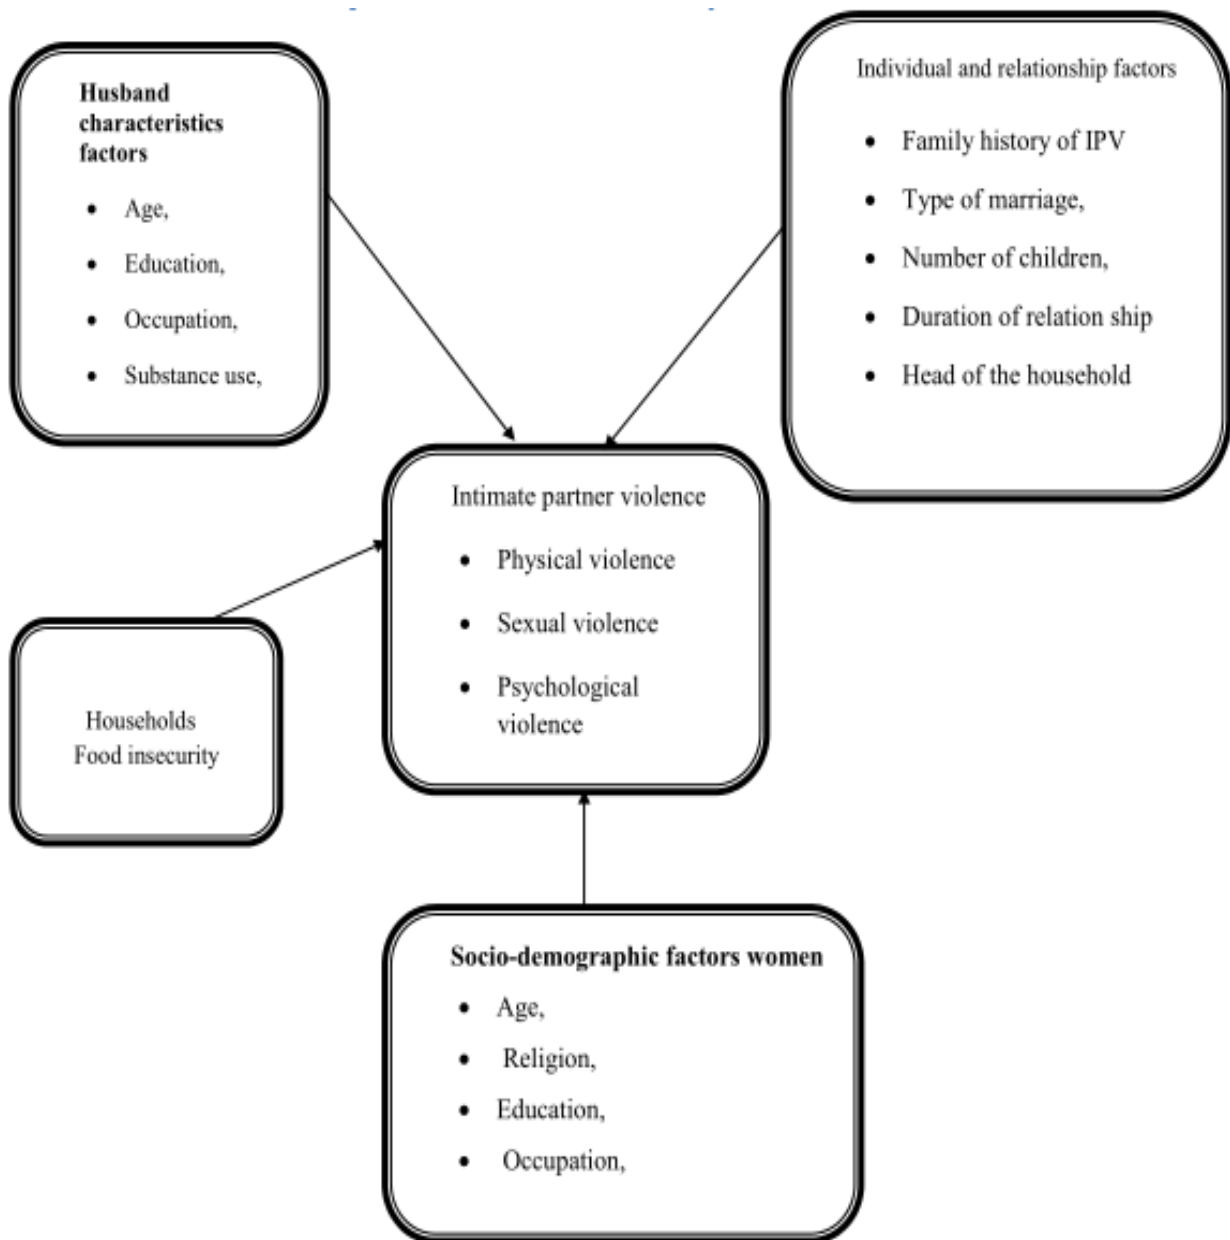 Husband
characteristics
factors
• Age,
• Education,
• Occupation,
• Substance use,
Individual and relationship factors
• Family history of IPV
• Type of marriage,
• Number of children,
• Duration of relation ship
• Head of the household
Intimate partner violence
• Physical violence
• Sexual violence
• Psychological
violence
Households
Food insecurity
Socio-demographic factors women
• Age,
• Religion,
• Education,
• Occupation,